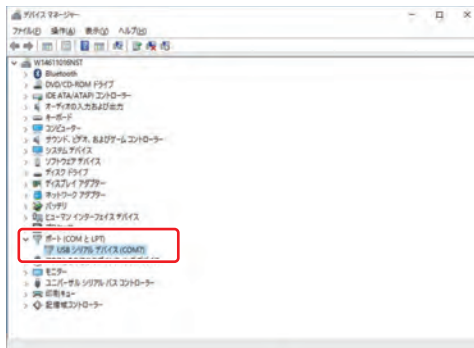 デバイス マネージャー
ファイル(F) 操作(A) 表示(V) ヘルプ(H)
W14611016NST
Bluetooth
DVD/CD-ROM ドライブ
IDE ATA/ATAPI コントローラー
オーディオの入力および出力
キーボード
コンピューター
サウンド、ビデオ、およびゲーム コントローラー
システム デバイス
ソフトウェア デバイス
ディスク ドライブ
ディスプレイ アダプター
ネットワーク アダプター
バッテリ
ヒューマン インターフェイス デバイス
ポート (COM と LPT)
USB シリアル デバイス (COM7)
モニター
ユニバーサル シリアル バス コントローラー
印刷キュー
記憶域コントローラー